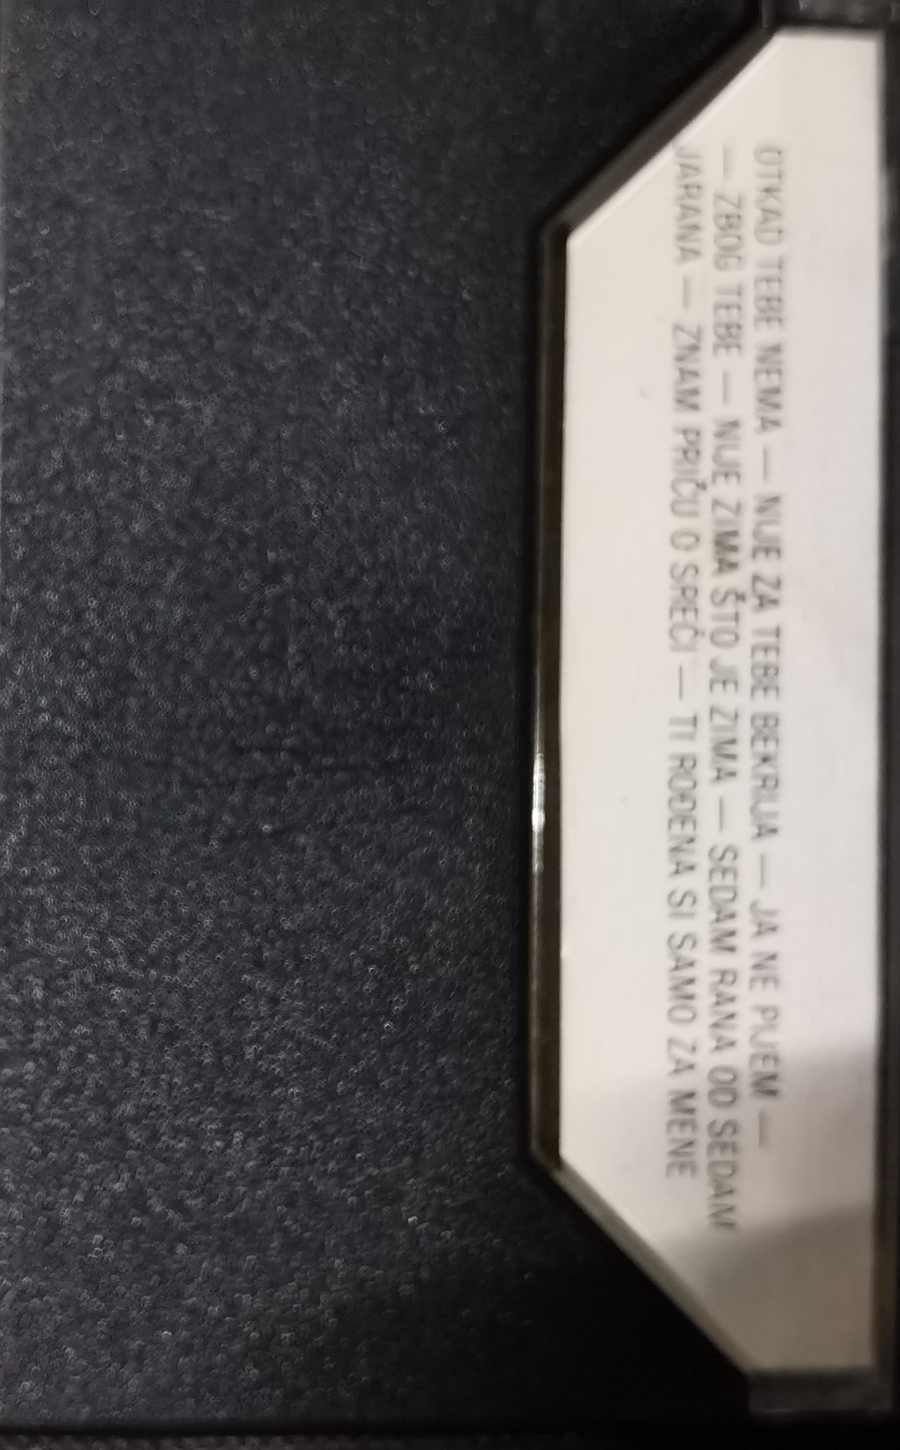 OTKAD TEBE NEMA — NIJE ZA TEBE BEKRIJA — JA NE PIJEM —
— ZBOG TEBE — NIJE ZIMA ŠTO JE ZIMA — SEDAM RANA OD SEDAM
JARANA — ZNAM PRIČU O SREĆI — TI ROĐENA SI SAMO ZA MENE